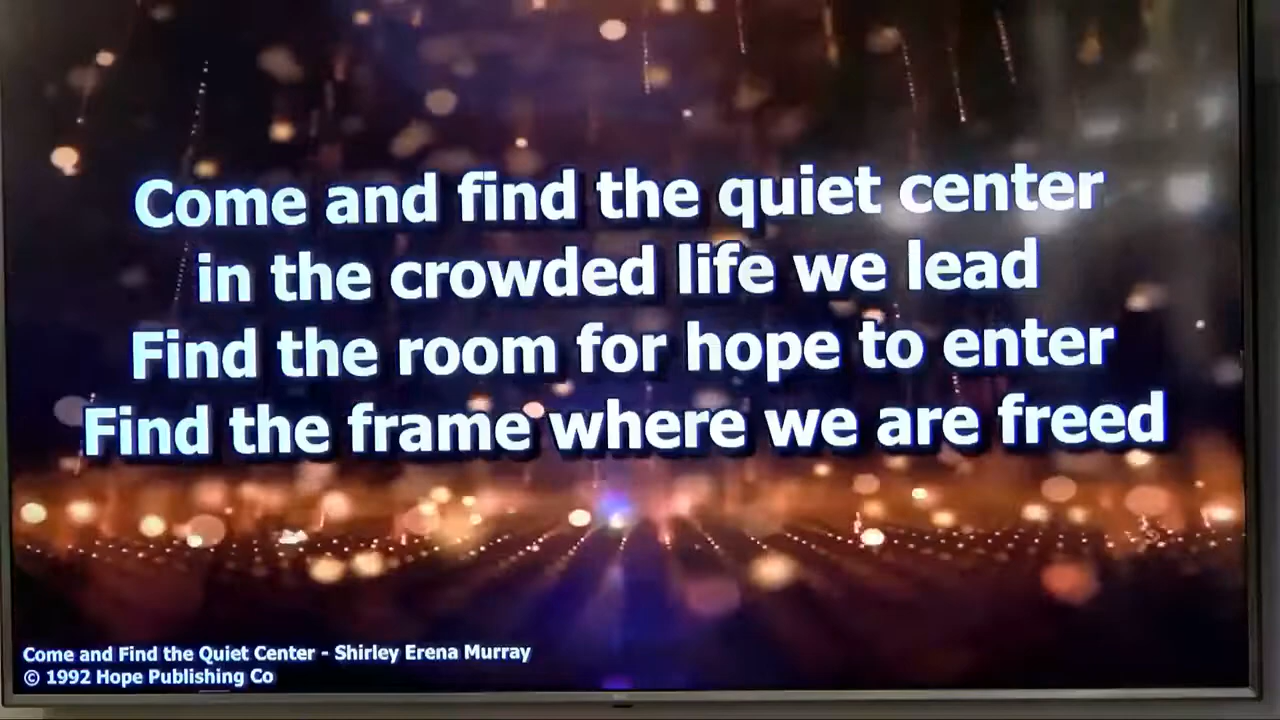 Come and find the quiet center
in the crowded life we lead
Find the room for hope to enter
Find the frame where we are freed
Come and Find the Quiet Center - Shirley Erena Murray
© 1992 Hope Publishing Co